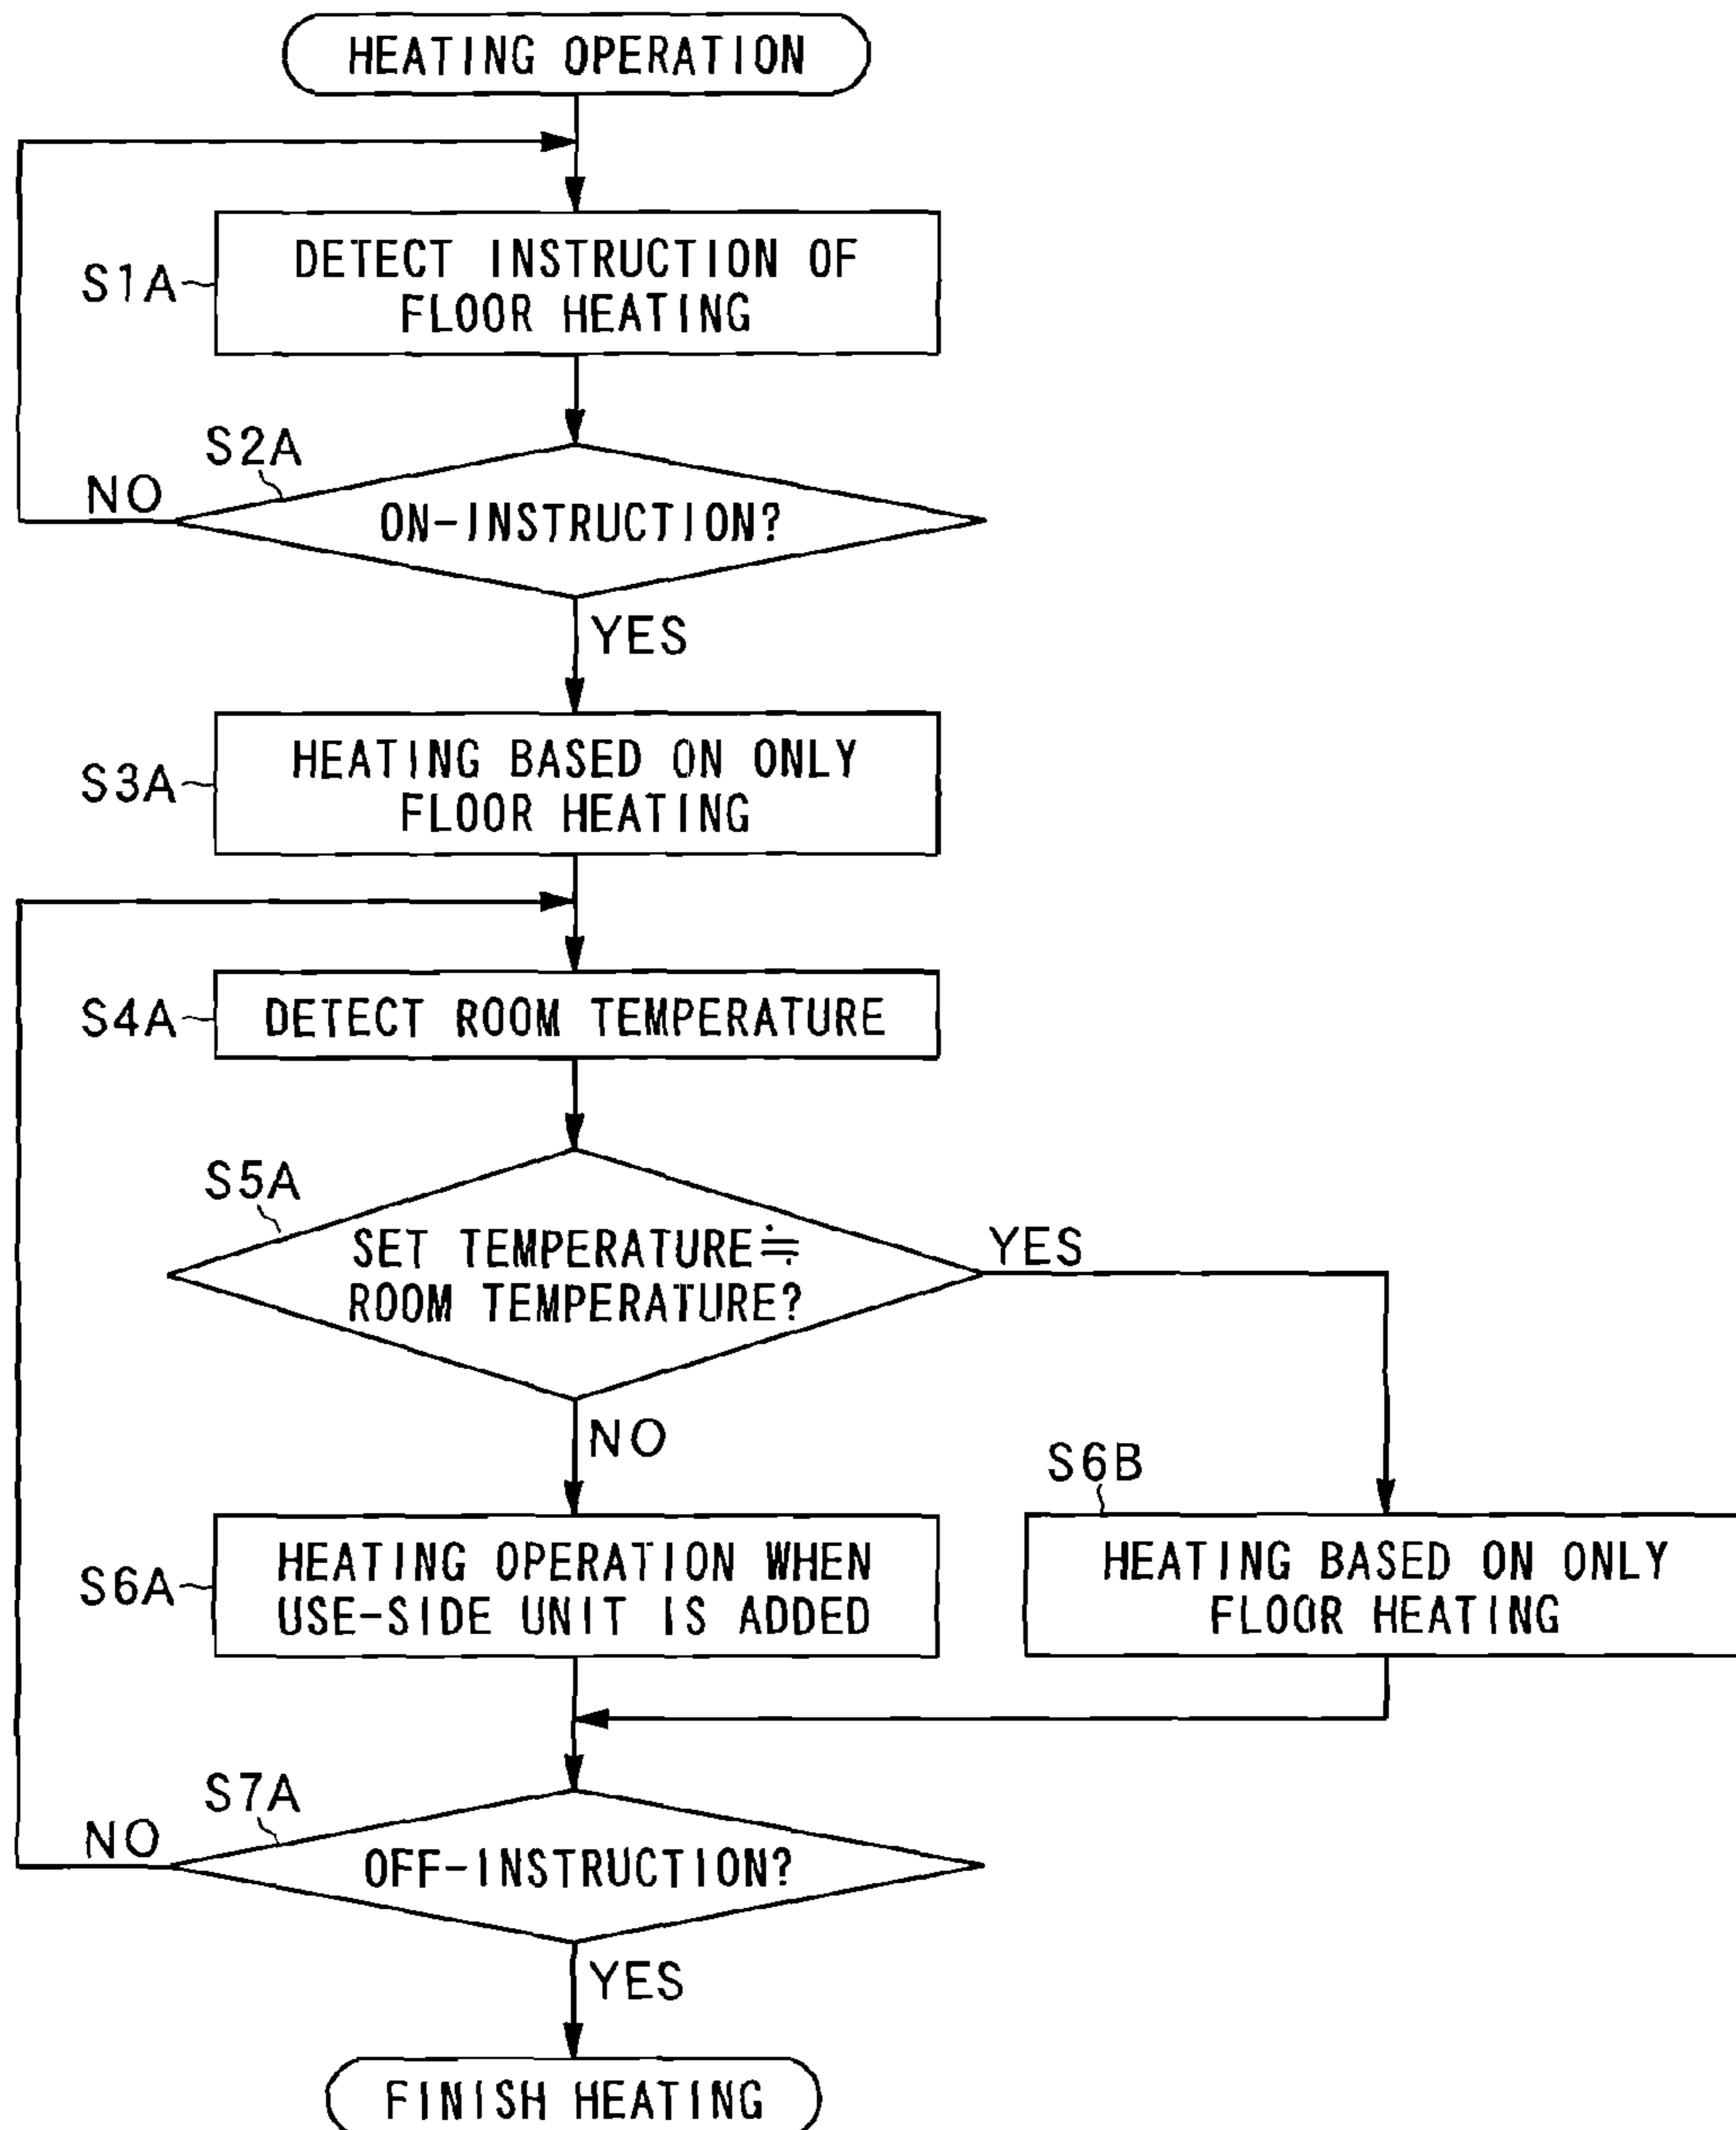 HEATING OPERATION
S1A
DETECT INSTRUCTION OF
FLOOR HEATING
S2A
NO
ON-INSTRUCTION?
YES
S3A
HEATING BASED ON ONLY
FLOOR HEATING
S4A
DETECT ROOM TEMPERATURE
S5A
SET TEMPERATURE≒
ROOM TEMPERATURE?
YES
NO
S6A
HEATING OPERATION WHEN
USE-SIDE UNIT IS ADDED
S6B
HEATING BASED ON ONLY
FLOOR HEATING
S7A
NO
OFF-INSTRUCTION?
YES
FINISH HEATING